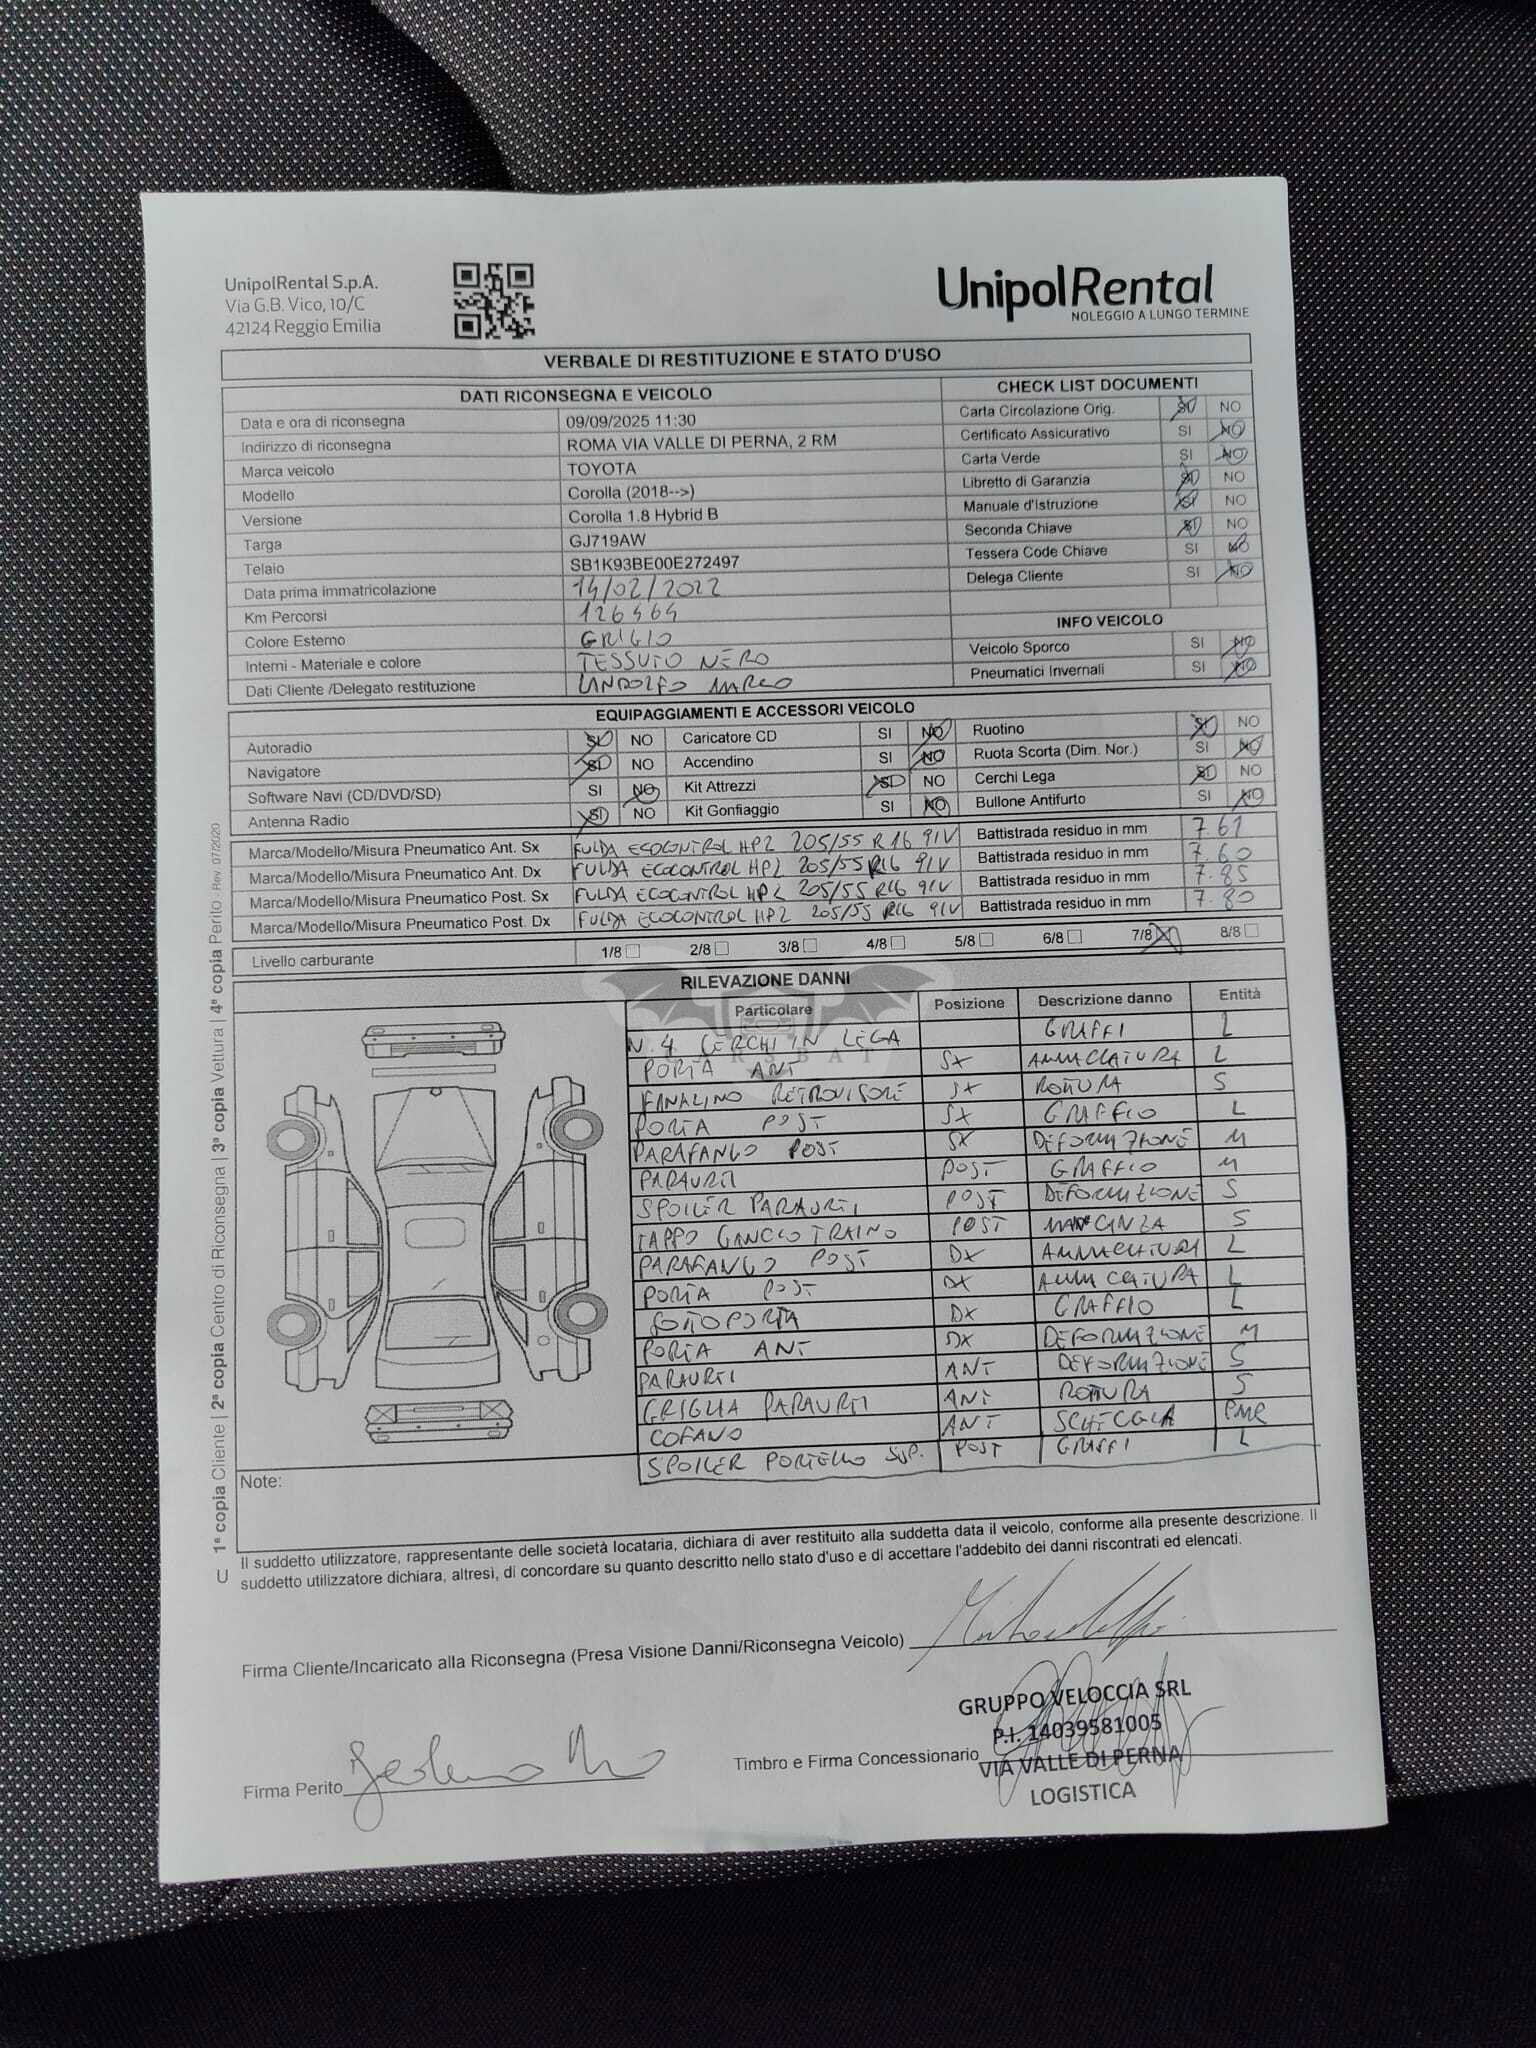 UnipolRental S.p.A.
Via G.B. Vico, 10/C
42124 Reggio Emilia
UnipolRental
NOLEGGIO A LUNGO TERMINE
VERBALE DI RESTITUZIONE E STATO D'USO
DATI RICONSEGNA E VEICOLO
Data e ora di riconsegna 09/09/2025 11:30
Indirizzo di riconsegna ROMA VIA VALLE DI PERNA, 2 RM
Marca veicolo TOYOTA
Modello Corolla (2018-->)
Versione Corolla 1.8 Hybrid B
Targa GJ719AW
Telaio SB1K93BE00E272497
Data prima immatricolazione 14/02/2022
Km Percorsi 126464
Colore Esterno GRIGIO
Interni - Materiale e colore TESSUTO NERO
Dati Cliente /Delegato restituzione LANDOLFO MARCO
CHECK LIST DOCUMENTI
Carta Circolazione Orig. SI NO
Certificato Assicurativo SI NO
Carta Verde SI NO
Libretto di Garanzia SI NO
Manuale d'Istruzione SI NO
Seconda Chiave SI NO
Tessera Code Chiave SI NO
Delega Cliente SI NO
INFO VEICOLO
Veicolo Sporco SI NO
Pneumatici Invernali SI NO
EQUIPAGGIAMENTI E ACCESSORI VEICOLO
Autoradio SI NO Caricatore CD SI NO Ruotino SI NO
Navigatore SI NO Accendino SI NO Ruota Scorta (Dim. Nor.) SI NO
Software Navi (CD/DVD/SD) SI NO Kit Attrezzi SI NO Cerchi Lega SI NO
Antenna Radio SI NO Kit Gonfiaggio SI NO Bullone Antifurto SI NO
Marca/Modello/Misura Pneumatico Ant. Sx FULDA ECOCONTROL HP2 205/55 R16 91V Battistrada residuo in mm 7.61
Marca/Modello/Misura Pneumatico Ant. Dx FULDA ECOCONTROL HP2 205/55 R16 91V Battistrada residuo in mm 7.60
Marca/Modello/Misura Pneumatico Post. Sx FULDA ECOCONTROL HP2 205/55 R16 91V Battistrada residuo in mm 7.85
Marca/Modello/Misura Pneumatico Post. Dx FULDA ECOCONTROL HP2 205/55 R16 91V Battistrada residuo in mm 7.80
Livello carburante 1/8 2/8 3/8 4/8 5/8 6/8 7/8 8/8
RILEVAZIONE DANNI
Particolare Posizione Descrizione danno Entità
N. 4 CERCHI IN LEGA GRAFFI L
PORTA ANT SX AMMACCATURA L
FANALINO RETROVISORE SX ROTTURA S
PORTA POST SX GRAFFIO L
PARAFANGO POST SX DEFORMAZIONE M
PARAURTI POST GRAFFIO M
SPOILER PARAURTI POST DEFORMAZIONE S
TAPPO GANCIO TRAINO POST MANCANZA S
PARAFANGO POST DX AMMACCATURA L
PORTA POST DX AMMACCATURA L
SOTTOPORTA DX GRAFFIO L
PORTA ANT DX DEFORMAZIONE M
PARAURTI ANT DEFORMAZIONE S
GRIGLIA PARAURTI ANT ROTTURA S
COFANO ANT SCHEGGIA PMR
SPOILER PORTELLO SUP. POST GRAFFI L
CARSBAT
Note:
Il suddetto utilizzatore, rappresentante delle società locataria, dichiara di aver restituito alla suddetta data il veicolo, conforme alla presente descrizione. Il
suddetto utilizzatore dichiara, altresì, di concordare su quanto descritto nello stato d'uso e di accettare l'addebito dei danni riscontrati ed elencati.
Firma Cliente/Incaricato alla Riconsegna (Presa Visione Danni/Riconsegna Veicolo)
Firma Perito
Timbro e Firma Concessionario
GRUPPO VELOCCIA SRL
P.I. 14039581005
VIA VALLE DI PERNA
LOGISTICA
U 1ª copia Cliente | 2ª copia Centro di Riconsegna | 3ª copia Vettura | 4ª copia Perito - Rev. 07/2020